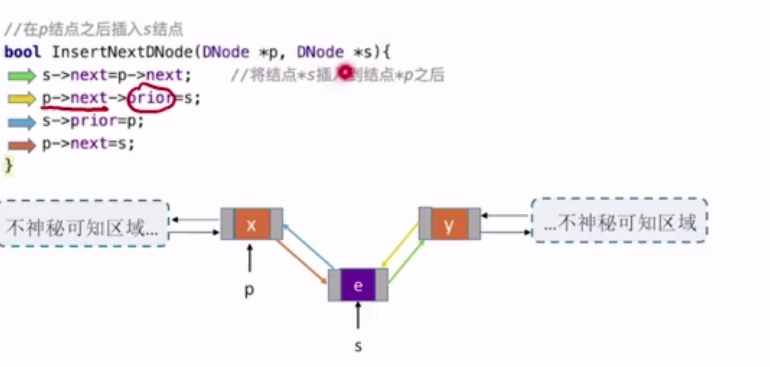 //在p结点之后插入s结点
bool InsertNextDNode(DNode *p, DNode *s){
s->next=p->next; //将结点*s插入到结点*p之后
p->next->prior=s;
s->prior=p;
p->next=s;
}
不神秘可知区域...
x
y
...不神秘可知区域
e
p
s